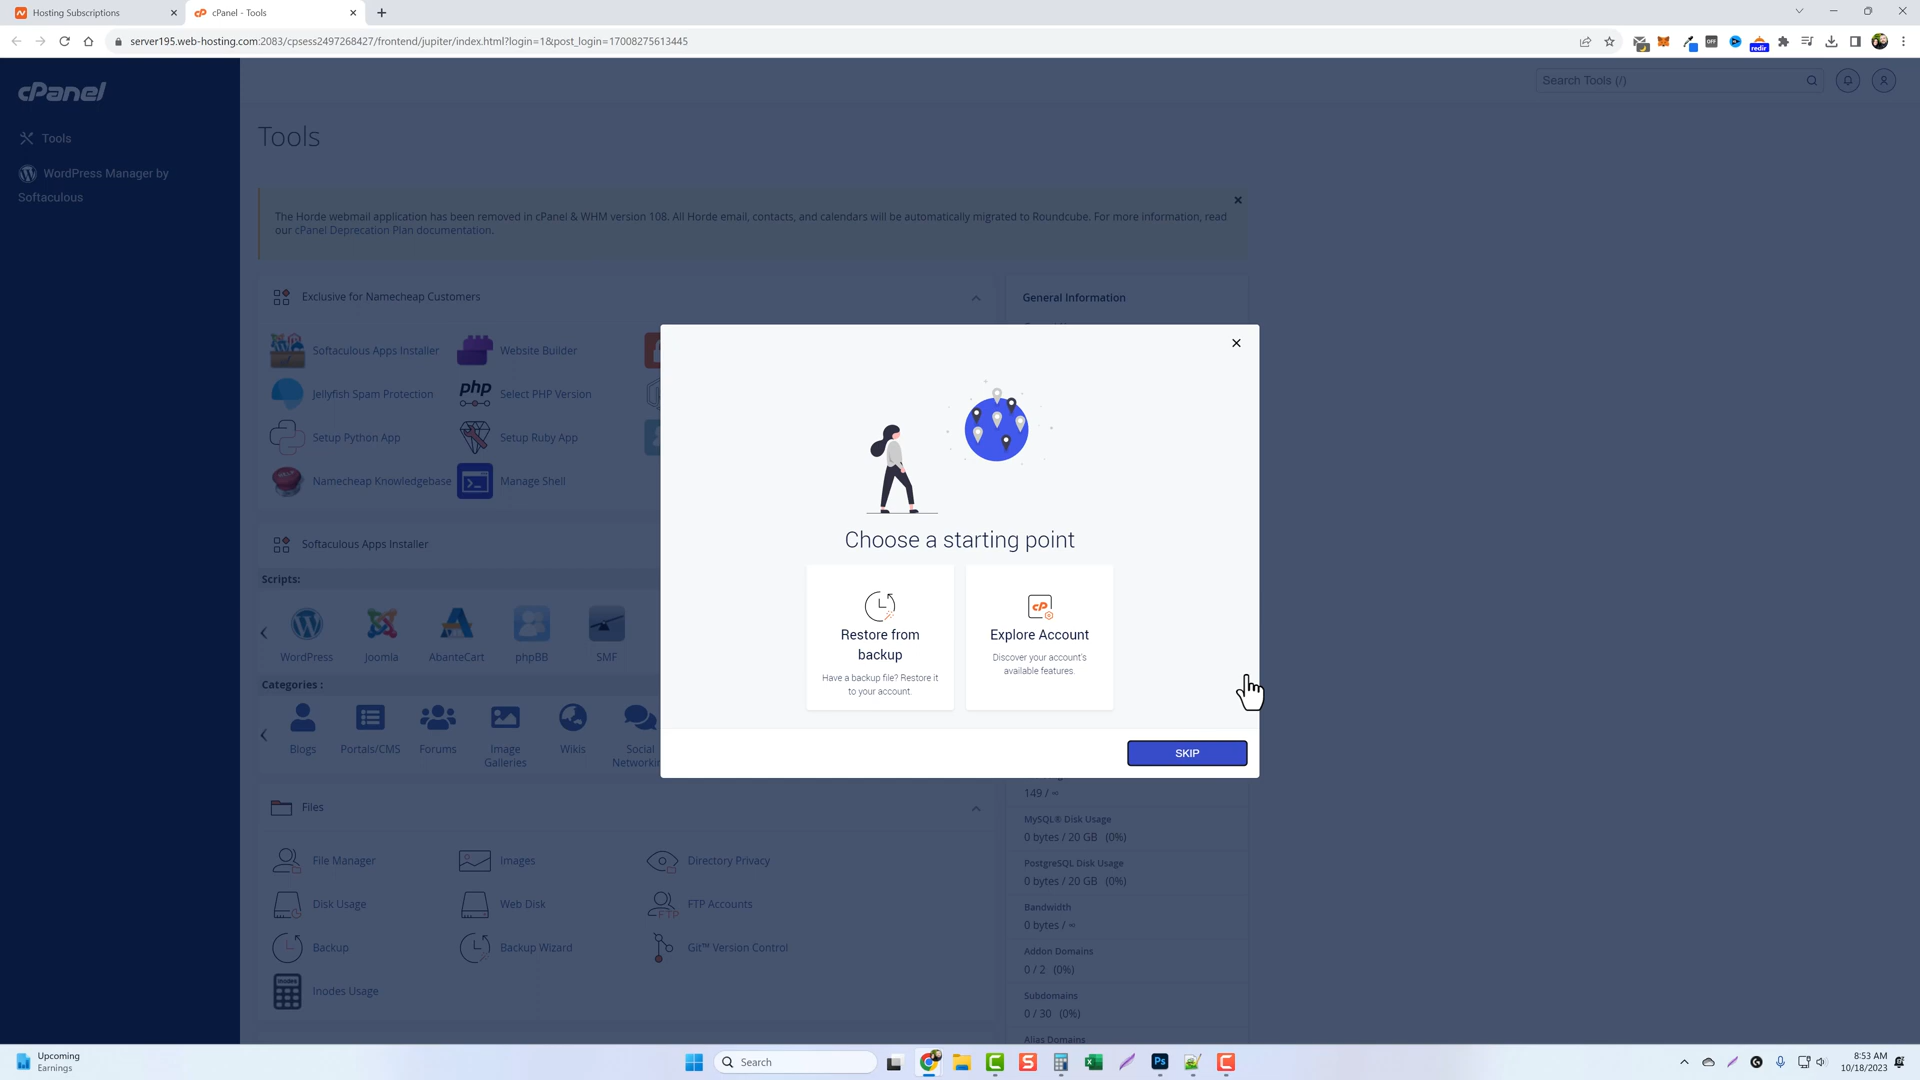 Hosting Subscriptions
cPanel - Tools
server195.web-hosting.com:2083/cpsess2497268427/frontend/jupiter/index.html?login=1&post_login=17008275613445
OFF
redir
cPanel
Search Tools (/)
Tools
WordPress Manager by
Softaculous
Tools
The Horde webmail application has been removed in cPanel & WHM version 108. All Horde email, contacts, and calendars will be automatically migrated to Roundcube. For more information, read
our cPanel Deprecation Plan documentation.
Exclusive for Namecheap Customers
General Information
Softaculous Apps Installer
Website Builder
Jellyfish Spam Protection
php
Select PHP Version
Setup Python App
Setup Ruby App
Namecheap Knowledgebase
Manage Shell
Choose a starting point
Restore from
backup
Have a backup file? Restore it
to your account.
cP
Explore Account
Discover your account's
available features.
SKIP
Softaculous Apps Installer
Scripts:
WordPress
Joomla
AbanteCart
phpBB
SMF
Categories :
Blogs
Portals/CMS
Forums
Image
Galleries
Wikis
Social
Networkin
Files
File Manager
Images
Directory Privacy
Disk Usage
Web Disk
FTP
FTP Accounts
Backup
Backup Wizard
Git™ Version Control
Inodes
Inodes Usage
149 / ∞
MySQL® Disk Usage
0 bytes / 20 GB (0%)
PostgreSQL Disk Usage
0 bytes / 20 GB (0%)
Bandwidth
0 bytes / ∞
Addon Domains
0 / 2 (0%)
Subdomains
0 / 30 (0%)
Alias Domains
Upcoming
Earnings
Search
Ps
8:53 AM
10/18/2023